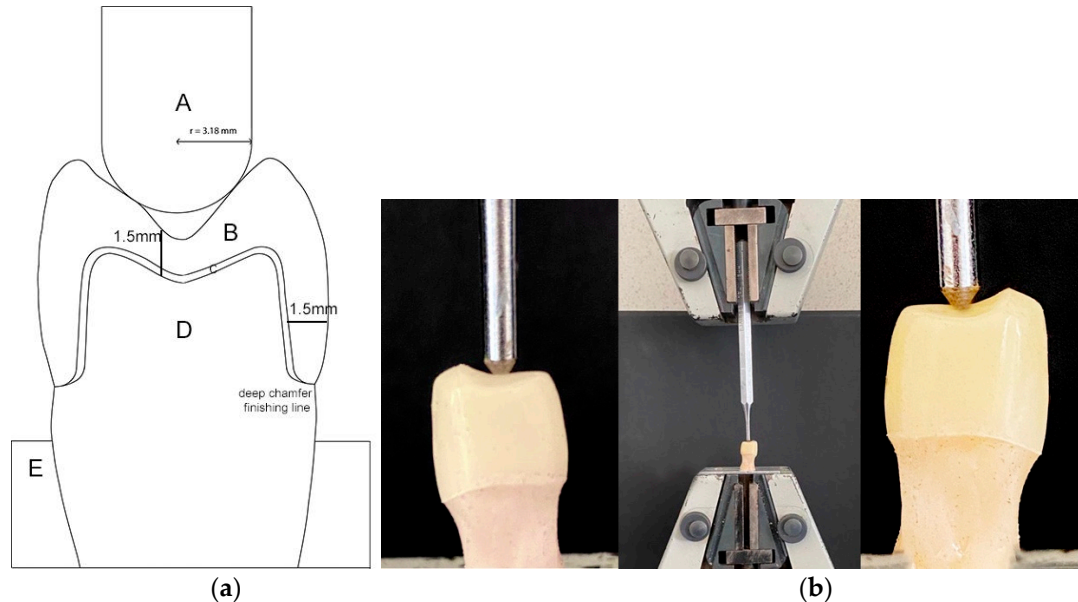 A
r = 3.18 mm
B
1.5mm
C
1.5mm
D
deep chamfer
finishing line
E
(a)
(b)